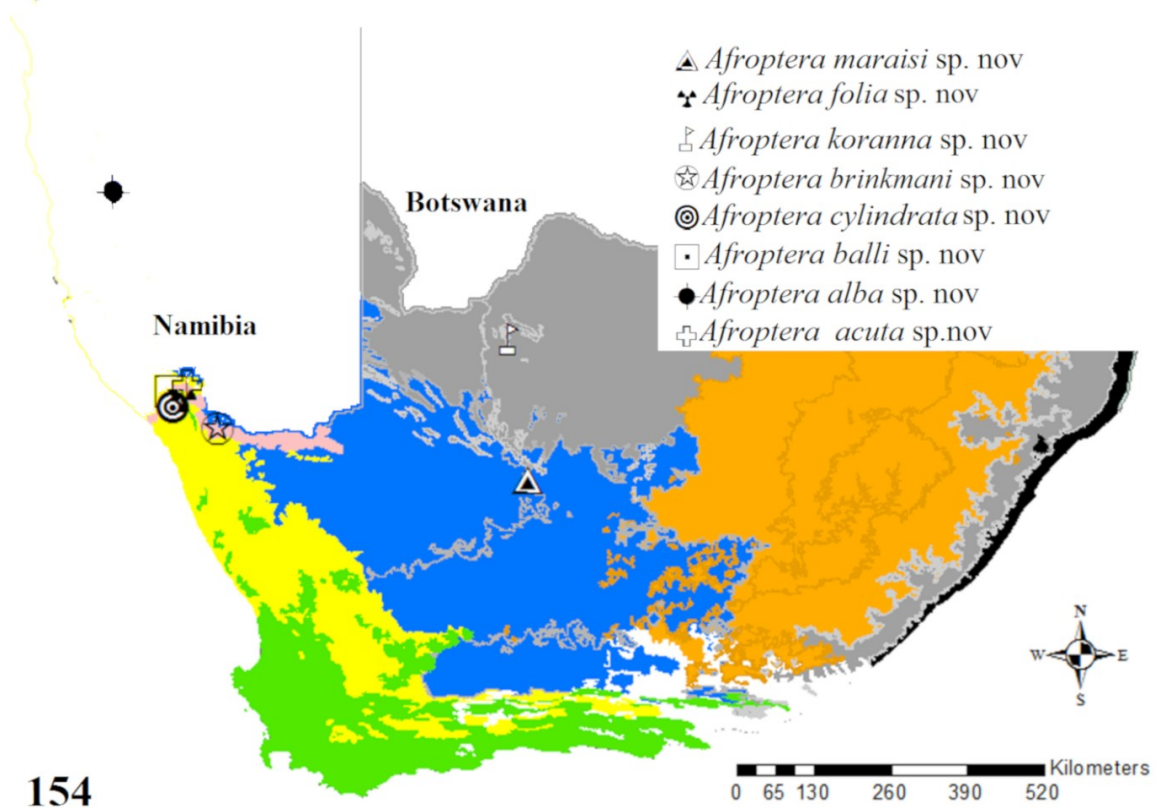 Afroptera maraisi sp. nov
Afroptera folia sp. nov
Afroptera koranna sp. nov
Afroptera brinkmani sp. nov
Afroptera cylindrata sp. nov
Afroptera balli sp. nov
Afroptera alba sp. nov
Afroptera acuta sp.nov
Botswana
Namibia
N
W E
S
Kilometers
0 65 130 260 390 520
154